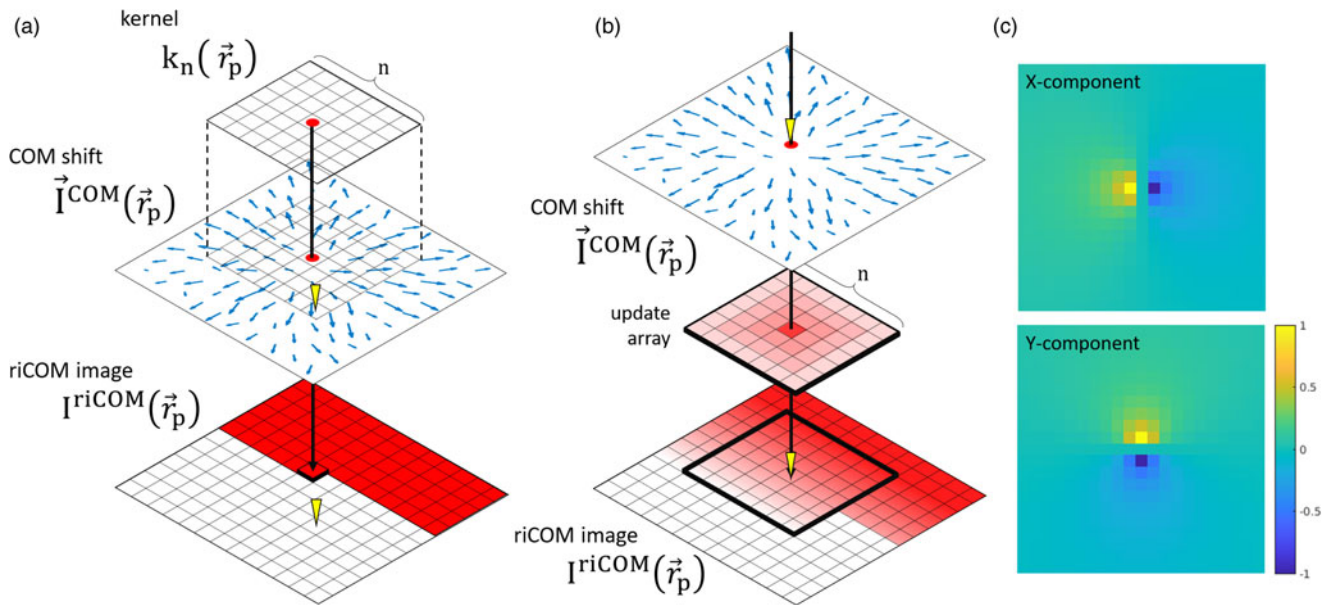 (a)
kernel
kₙ(r⃗ₚ)
n
COM shift
I⃗ᶜᴼᴹ(r⃗ₚ)
riCOM image
Iʳⁱᶜᴼᴹ(r⃗ₚ)
(b)
COM shift
I⃗ᶜᴼᴹ(r⃗ₚ)
n
update
array
riCOM image
Iʳⁱᶜᴼᴹ(r⃗ₚ)
(c)
X-component
Y-component
1
0.5
0
-0.5
-1